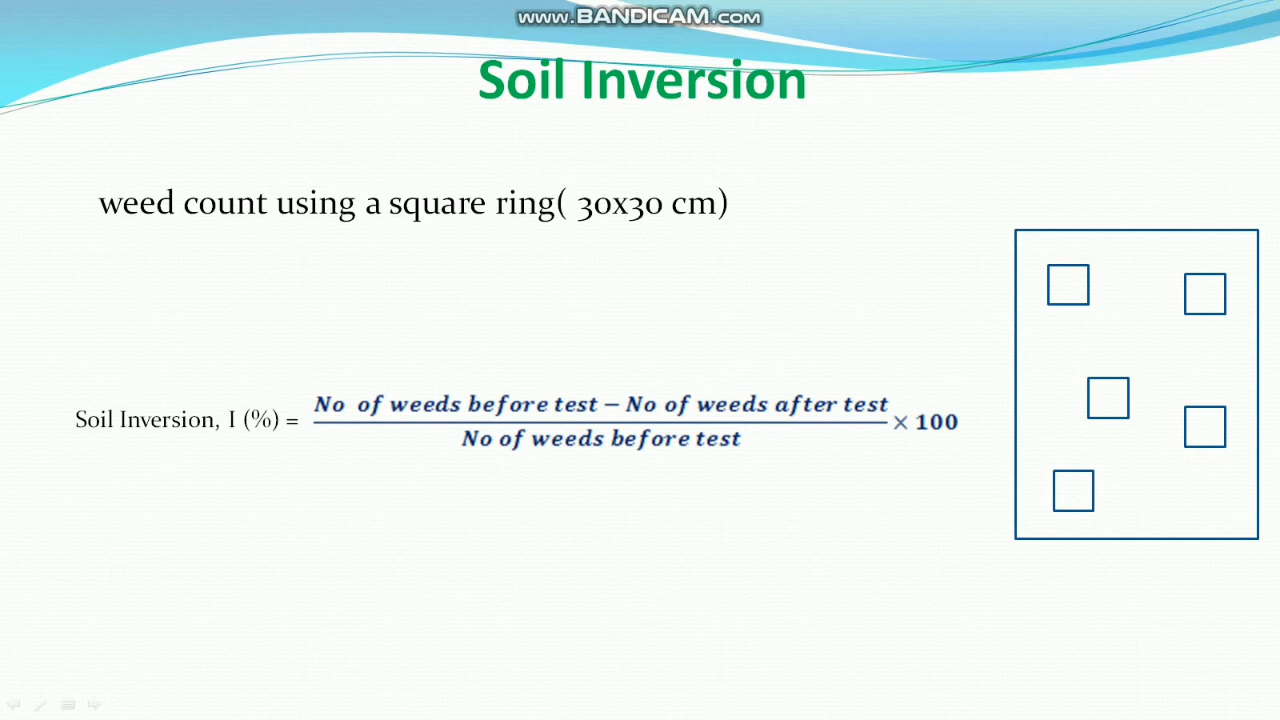 www.BANDICAM.com
Soil Inversion
weed count using a square ring( 30x30 cm)
Soil Inversion, I (%) = No of weeds before test − No of weeds after test × 100
No of weeds before test